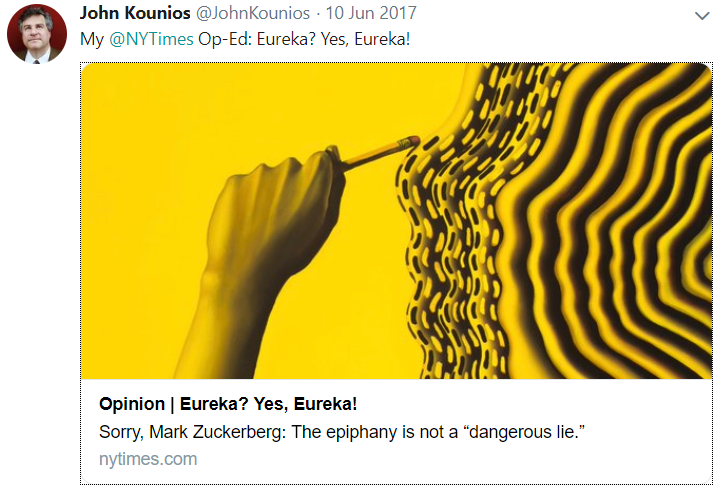 John Kounios @JohnKounios · 10 Jun 2017
My @NYTimes Op-Ed: Eureka? Yes, Eureka!
Opinion | Eureka? Yes, Eureka!
Sorry, Mark Zuckerberg: The epiphany is not a “dangerous lie.”
nytimes.com